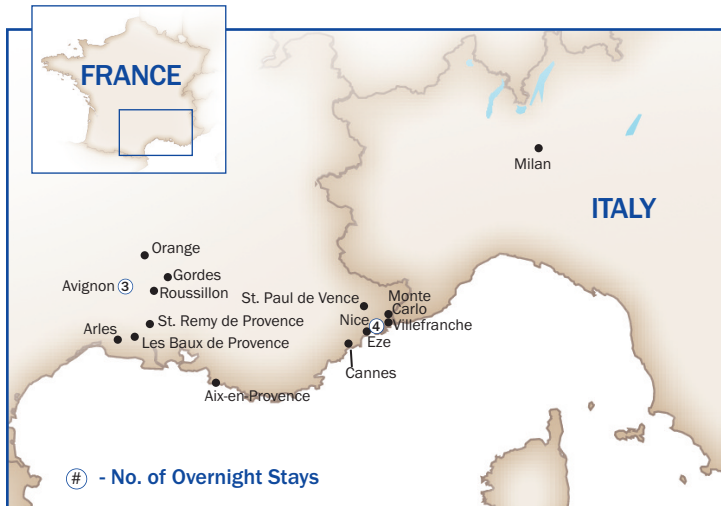 FRANCE
Milan
ITALY
Orange
Gordes
Avignon 3
Roussillon
St. Paul de Vence
Monte
Carlo
Nice 4
Villefranche
Arles
St. Remy de Provence
Eze
Les Baux de Provence
Cannes
Aix-en-Provence
# - No. of Overnight Stays